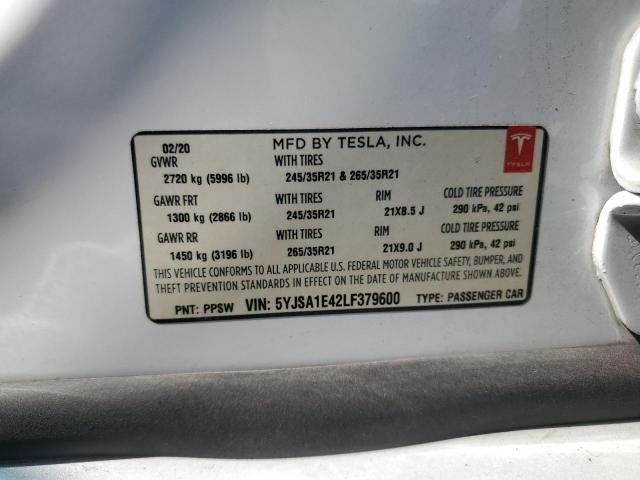 02/20 MFD BY TESLA, INC.
GVWR WITH TIRES
2720 kg (5996 lb) 245/35R21 & 265/35R21
GAWR FRT WITH TIRES RIM COLD TIRE PRESSURE
1300 kg (2866 lb) 245/35R21 21X8.5 J 290 kPa, 42 psi
GAWR RR WITH TIRES RIM COLD TIRE PRESSURE
1450 kg (3196 lb) 265/35R21 21X9.0 J 290 kPa, 42 psi
THIS VEHICLE CONFORMS TO ALL APPLICABLE U.S. FEDERAL MOTOR VEHICLE SAFETY, BUMPER, AND
THEFT PREVENTION STANDARDS IN EFFECT ON THE DATE OF MANUFACTURE SHOWN ABOVE.
PNT: PPSW VIN: 5YJSA1E42LF379600 TYPE: PASSENGER CAR
TESLA